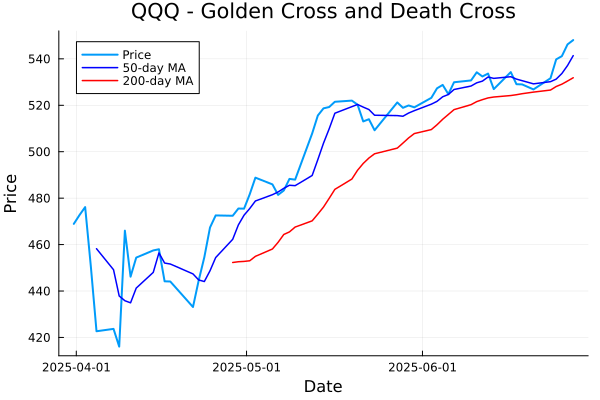 QQQ - Golden Cross and Death Cross
Price
50-day MA
200-day MA
Price
540
520
500
480
460
440
420
2025-04-01
2025-05-01
2025-06-01
Date